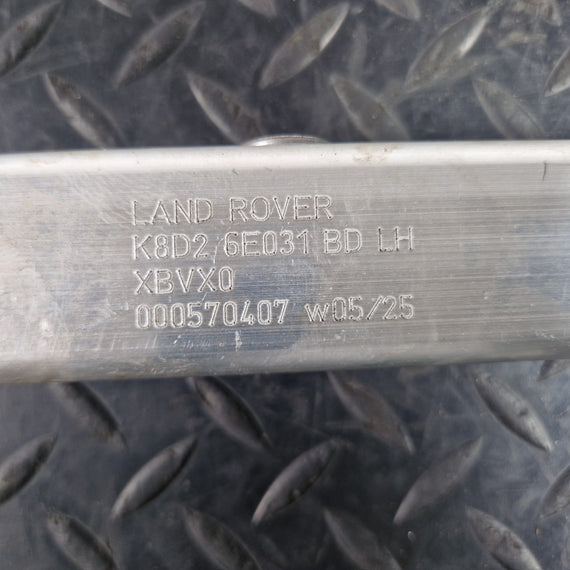 LAND ROVER
K8D2 6E031 BD LH
XBVX0
000570407 w05/25